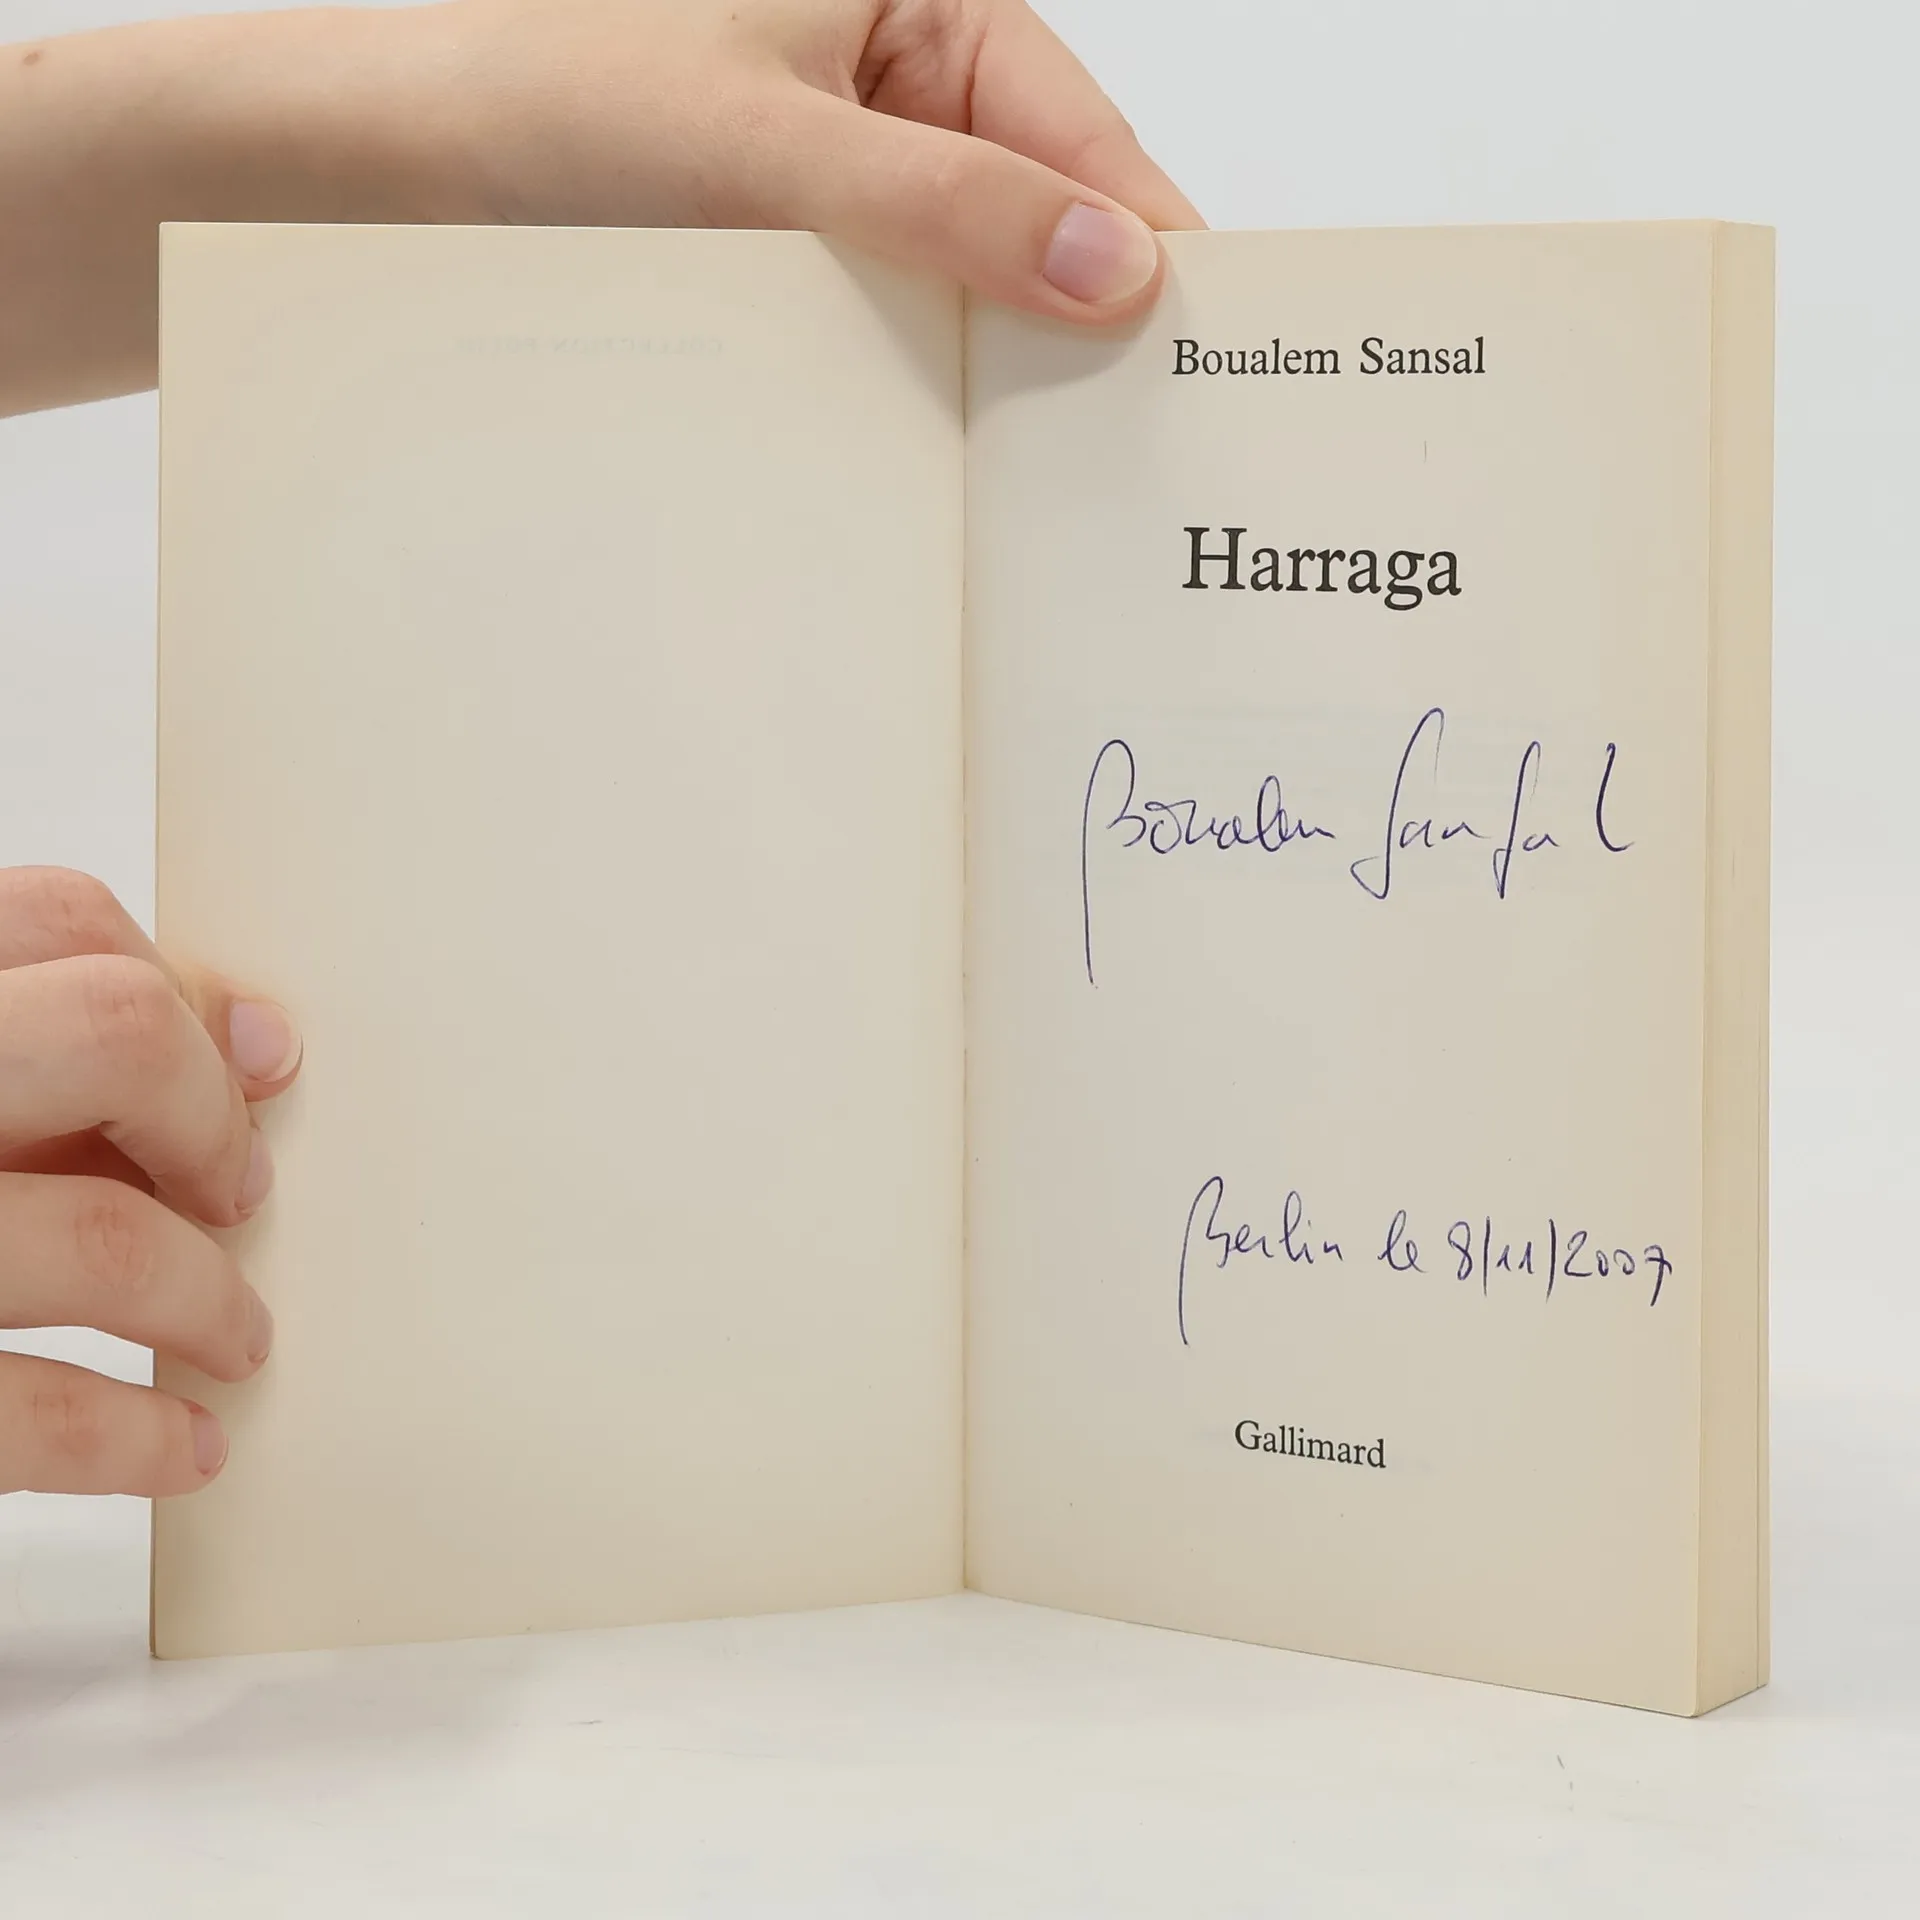 Boualem Sansal
Harraga
Boualem Sansal
Berlin le 8/11/2007
Gallimard